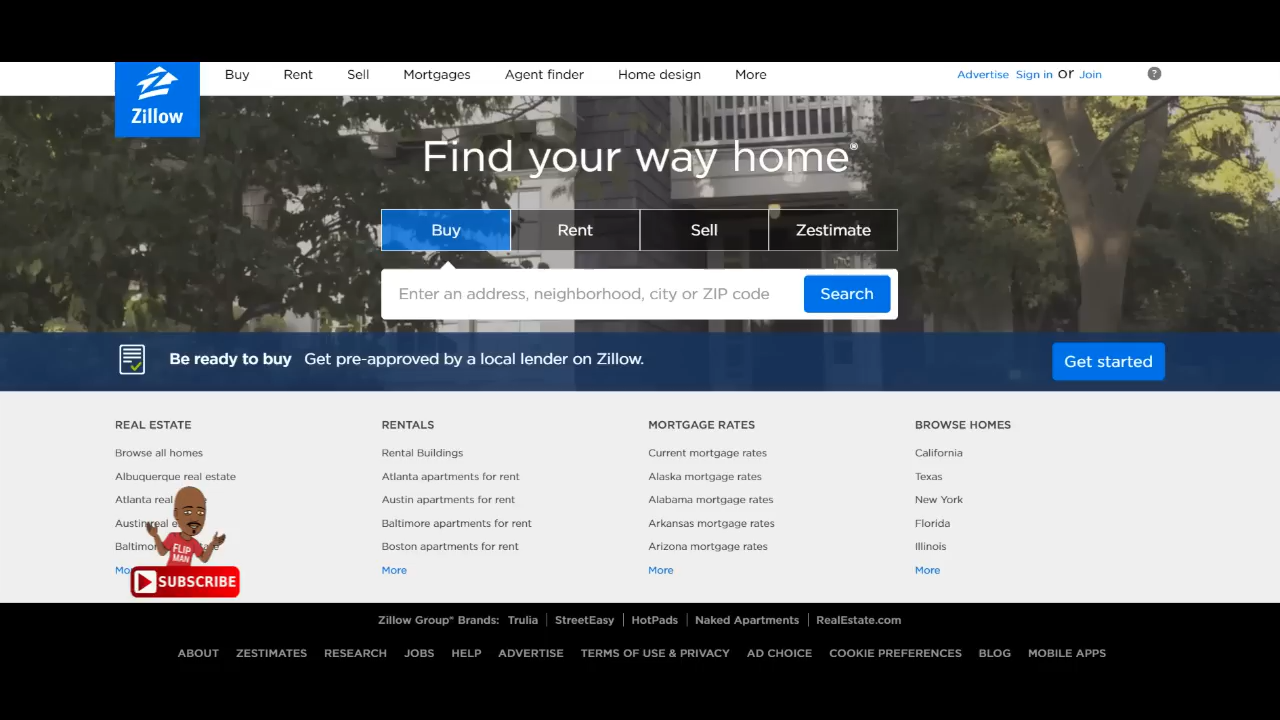 Buy Rent Sell Mortgages Agent finder Home design More Advertise Sign in or Join ?
Zillow
Find your way home®
Buy Rent Sell Zestimate
Enter an address, neighborhood, city or ZIP code Search
Be ready to buy Get pre-approved by a local lender on Zillow. Get started
REAL ESTATE
Browse all homes
Albuquerque real estate
Atlanta real
Austin real
More
RENTALS
Rental Buildings
Atlanta apartments for rent
Austin apartments for rent
Baltimore apartments for rent
Boston apartments for rent
More
MORTGAGE RATES
Current mortgage rates
Alaska mortgage rates
Alabama mortgage rates
Arkansas mortgage rates
Arizona mortgage rates
More
BROWSE HOMES
California
Texas
New York
Florida
Illinois
More
FLIP
MAN
SUBSCRIBE
Zillow Group® Brands: Trulia StreetEasy HotPads Naked Apartments RealEstate.com
ABOUT ZESTIMATES RESEARCH JOBS HELP ADVERTISE TERMS OF USE & PRIVACY AD CHOICE COOKIE PREFERENCES BLOG MOBILE APPS